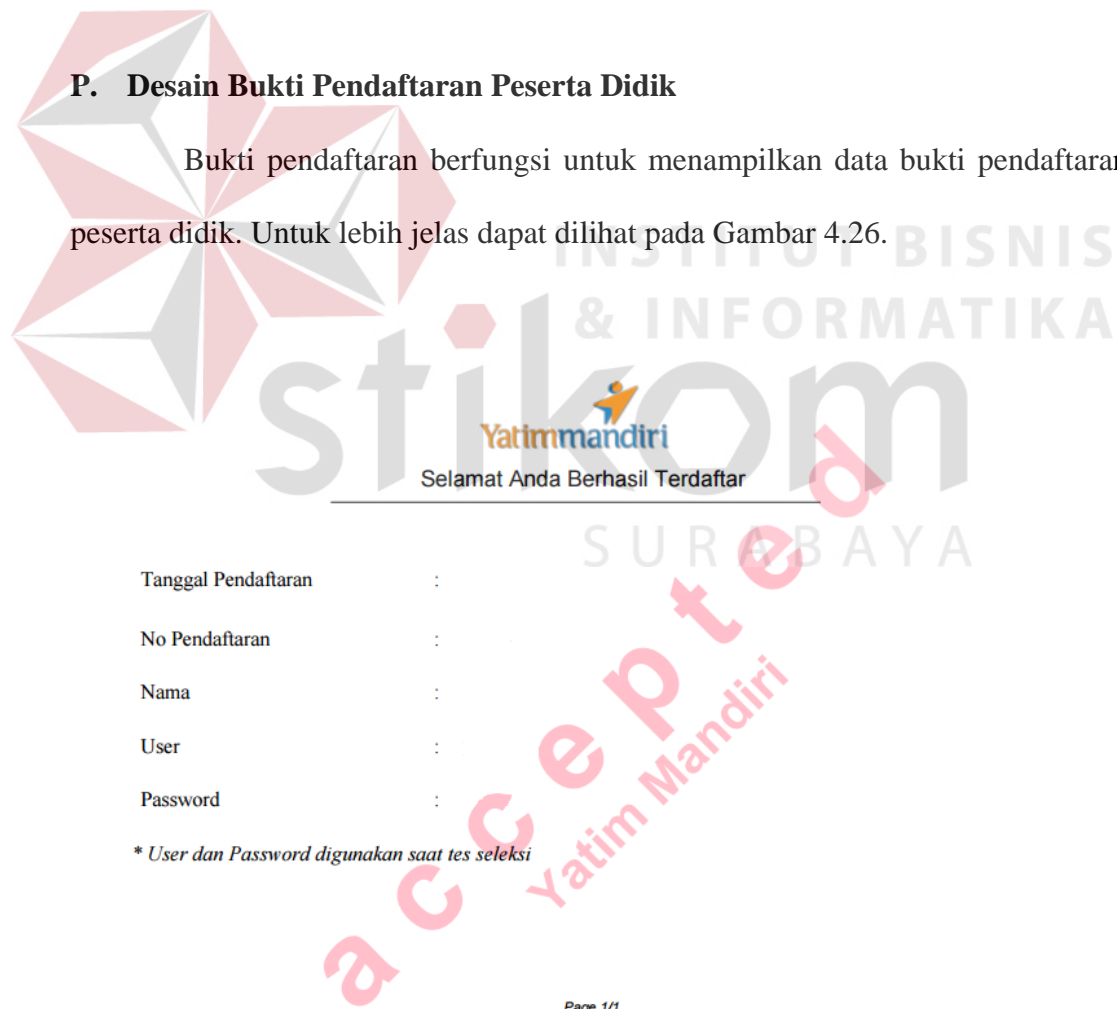 P. Desain Bukti Pendaftaran Peserta Didik
Bukti pendaftaran berfungsi untuk menampilkan data bukti pendaftaran
peserta didik. Untuk lebih jelas dapat dilihat pada Gambar 4.26.
INSTITUT BISNIS
& INFORMATIKA
stikom
SURABAYA
Yatimmandiri
Selamat Anda Berhasil Terdaftar
Tanggal Pendaftaran :
No Pendaftaran :
Nama :
User :
Password :
* User dan Password digunakan saat tes seleksi
accepted
Yatim Mandiri
Page 1/1